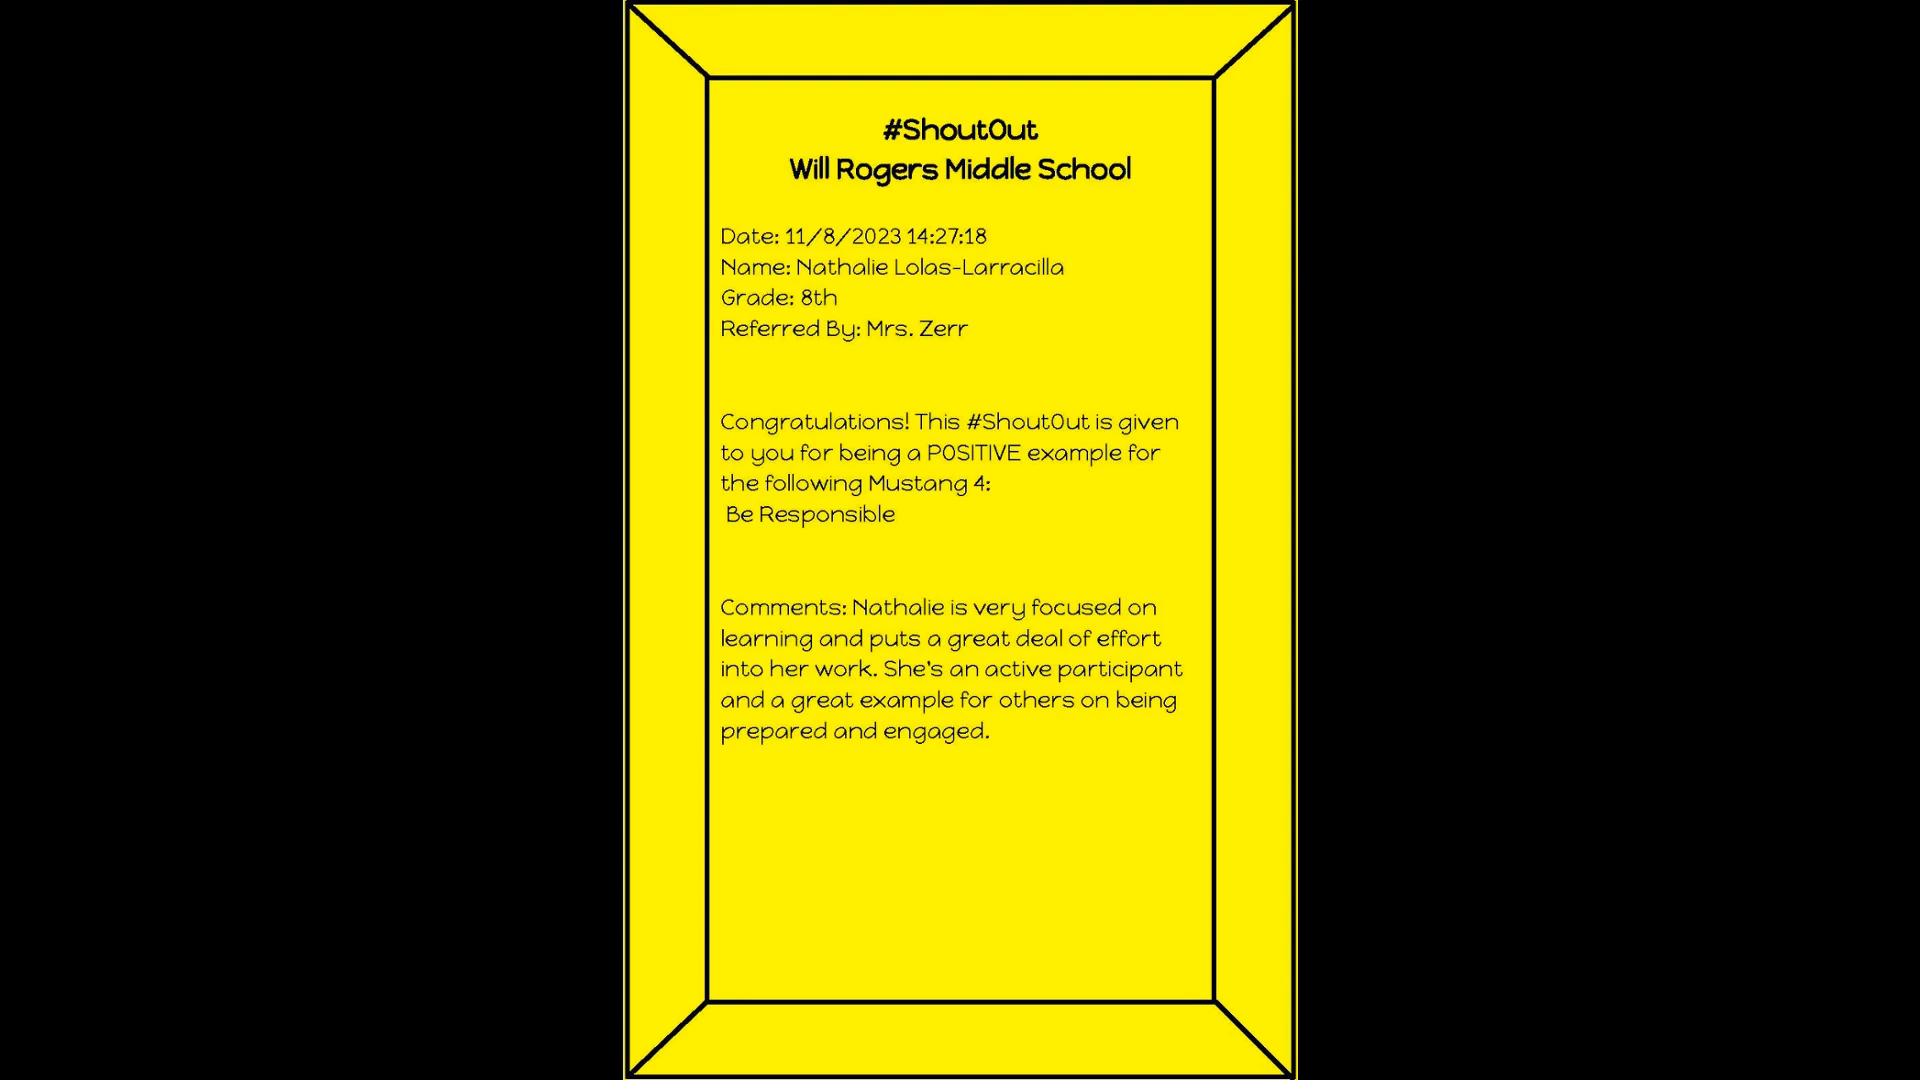 #ShoutOut
Will Rogers Middle School
Date: 11/8/2023 14:27:18
Name: Nathalie Lolas-Larracilla
Grade: 8th
Referred By: Mrs. Zerr
Congratulations! This #ShoutOut is given
to you for being a POSITIVE example for
the following Mustang 4:
Be Responsible
Comments: Nathalie is very focused on
learning and puts a great deal of effort
into her work. She's an active participant
and a great example for others on being
prepared and engaged.